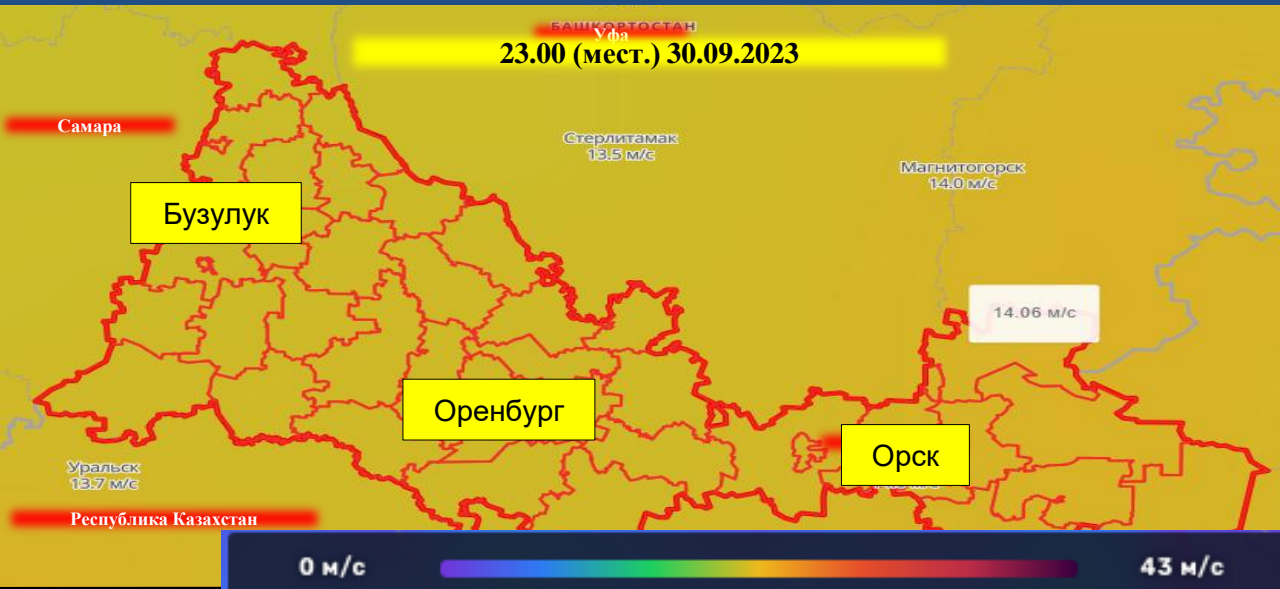 БАШКОРТОСТАН
Уфа
23.00 (мест.) 30.09.2023
Самара
Стерлитамак
13.5 м/с
Магнитогорск
14.0 м/с
Бузулук
14.06 м/с
Оренбург
Орск
Уральск
13.7 м/с
Республика Казахстан
0 м/с
43 м/с